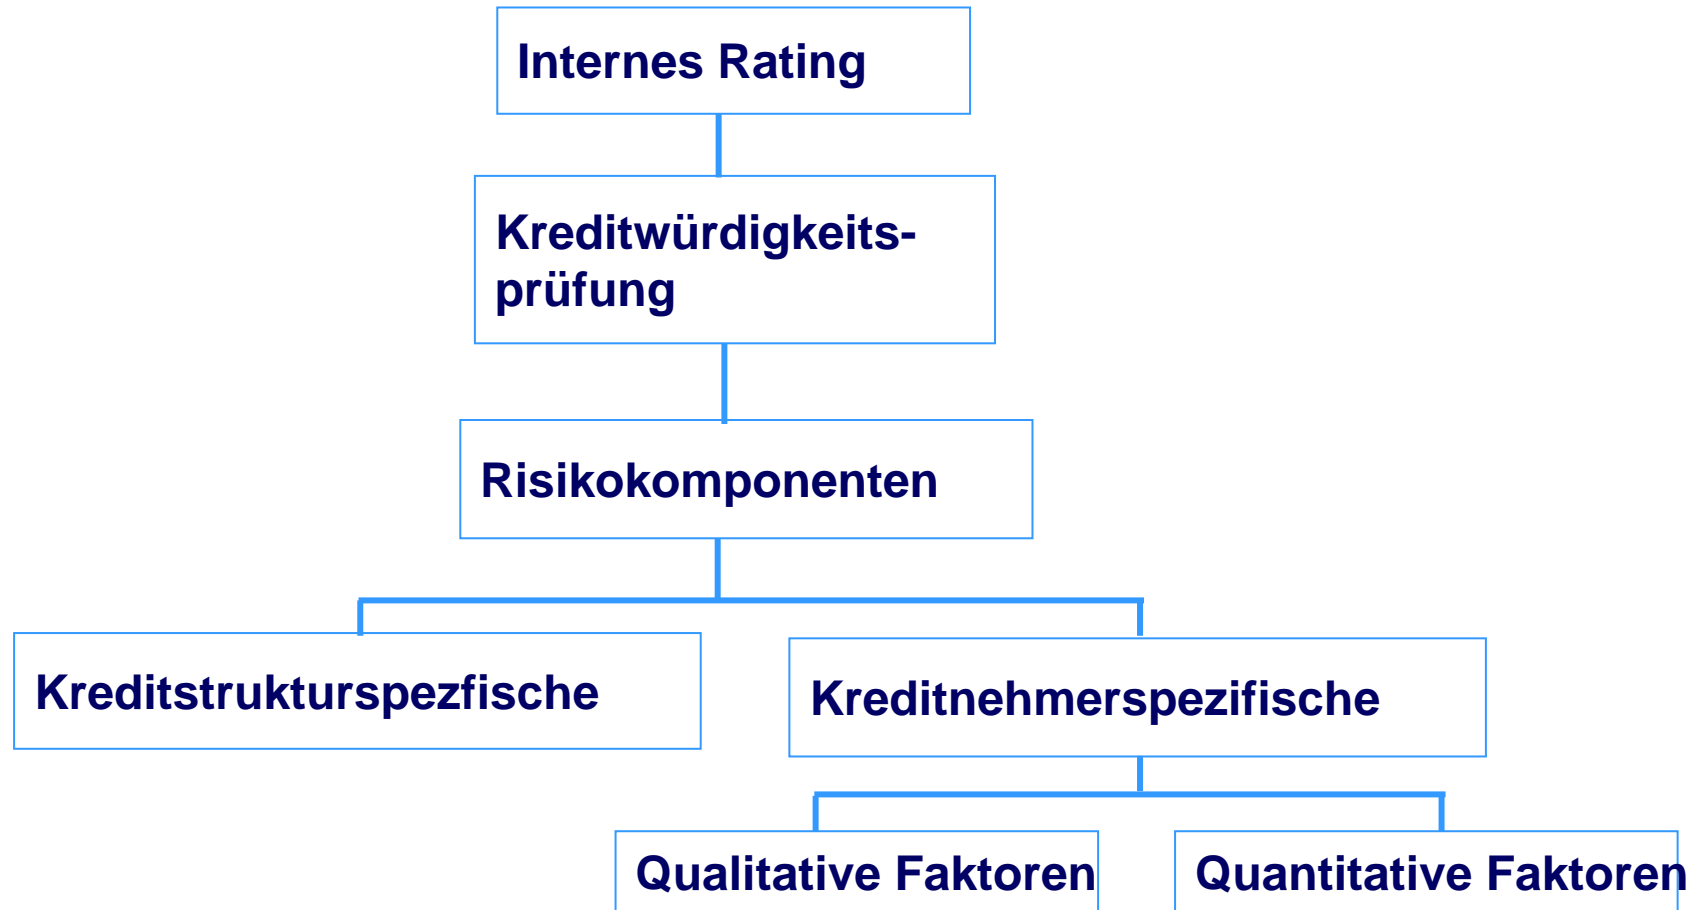 Internes Rating
Kreditwürdigkeits-
prüfung
Risikokomponenten
Kreditstrukturspezfische
Kreditnehmerspezifische
Qualitative Faktoren
Quantitative Faktoren